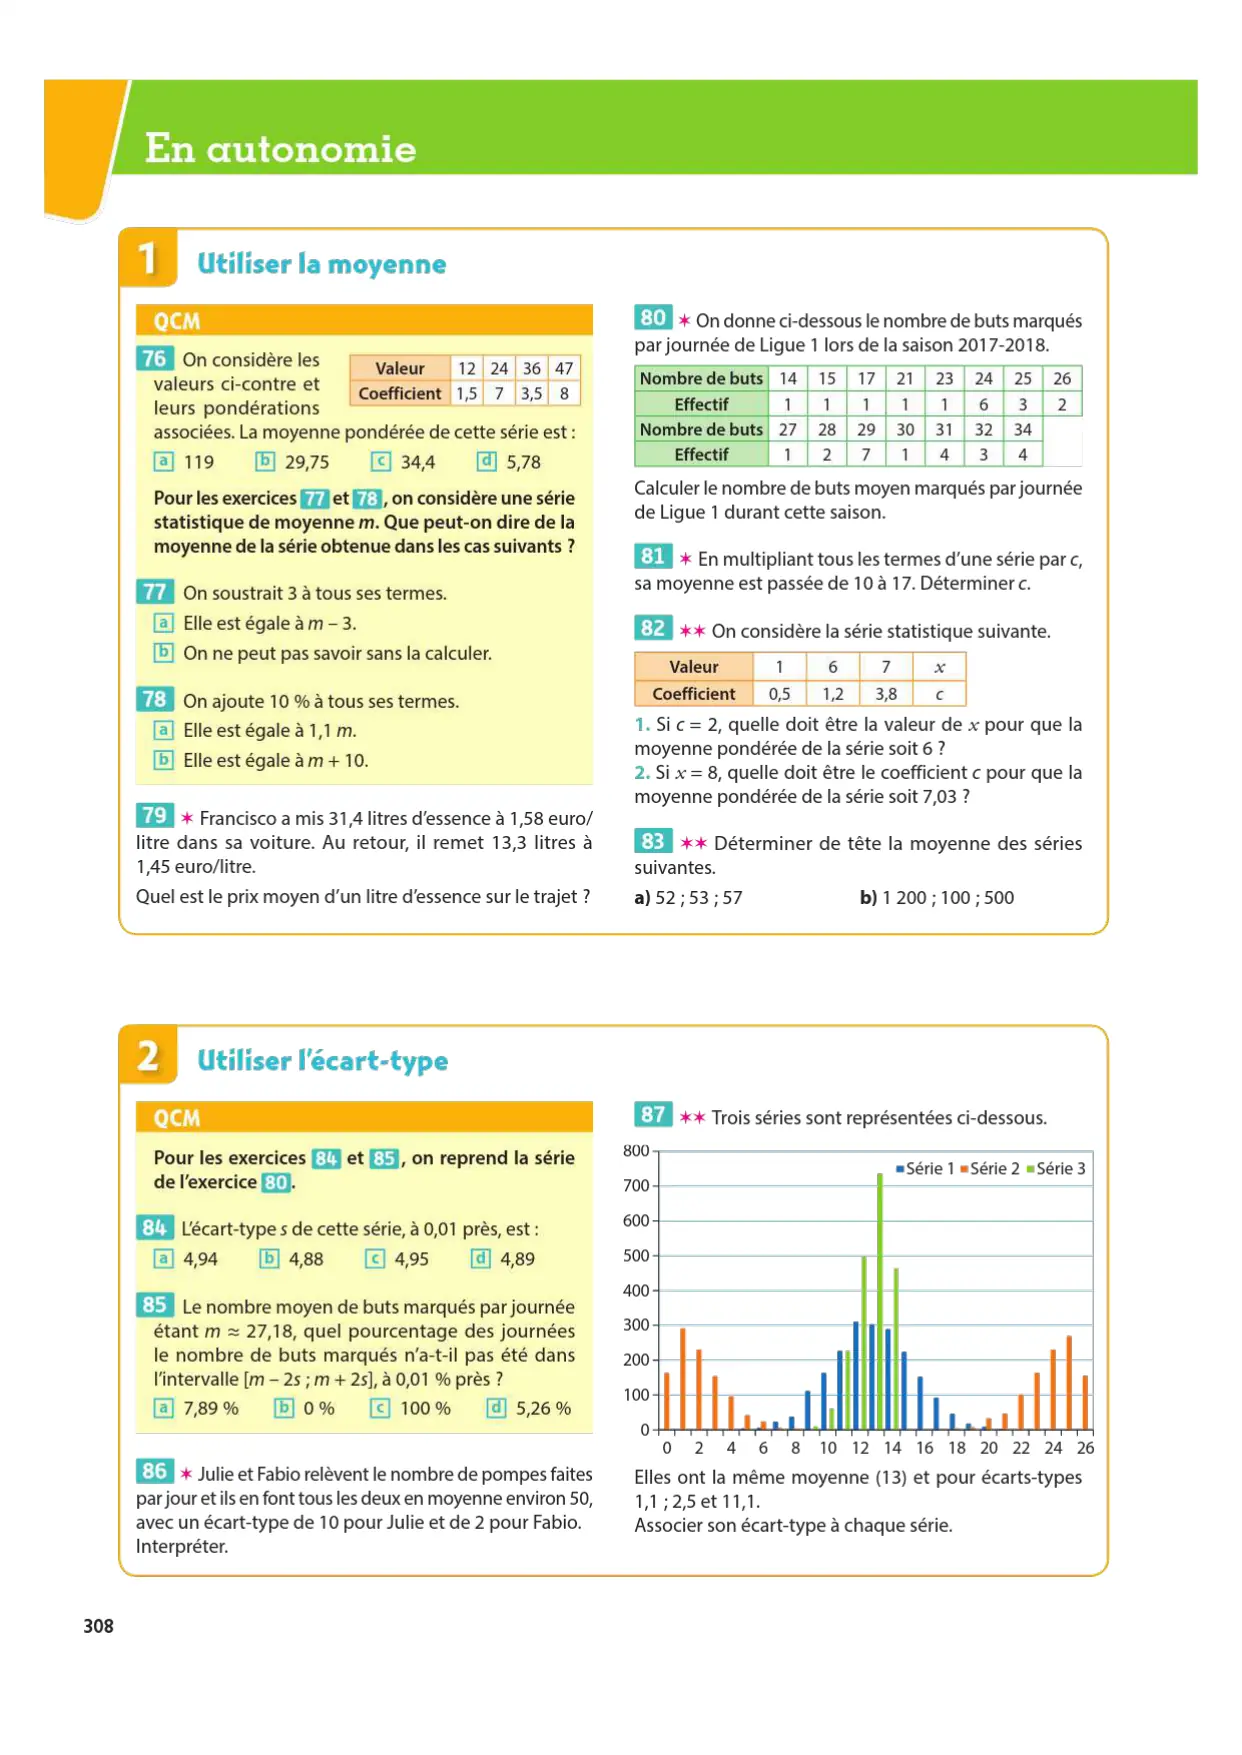 En autonomie
1 Utiliser la moyenne
QCM
76 On considère les
valeurs ci-contre et
leurs pondérations
Valeur 12 24 36 47
Coefficient 1,5 7 3,5 8
associées. La moyenne pondérée de cette série est :
a 119 b 29,75 c 34,4 d 5,78
Pour les exercices 77 et 78, on considère une série
statistique de moyenne m. Que peut-on dire de la
moyenne de la série obtenue dans les cas suivants ?
77 On soustrait 3 à tous ses termes.
a Elle est égale à m – 3.
b On ne peut pas savoir sans la calculer.
78 On ajoute 10 % à tous ses termes.
a Elle est égale à 1,1 m.
b Elle est égale à m + 10.
79 ✶ Francisco a mis 31,4 litres d’essence à 1,58 euro/
litre dans sa voiture. Au retour, il remet 13,3 litres à
1,45 euro/litre.
Quel est le prix moyen d’un litre d’essence sur le trajet ?
80 ✶ On donne ci-dessous le nombre de buts marqués
par journée de Ligue 1 lors de la saison 2017-2018.
Nombre de buts 14 15 17 21 23 24 25 26
Effectif 1 1 1 1 1 6 3 2
Nombre de buts 27 28 29 30 31 32 34
Effectif 1 2 7 1 4 3 4
Calculer le nombre de buts moyen marqués par journée
de Ligue 1 durant cette saison.
81 ✶ En multipliant tous les termes d’une série par c,
sa moyenne est passée de 10 à 17. Déterminer c.
82 ✶✶ On considère la série statistique suivante.
Valeur 1 6 7 x
Coefficient 0,5 1,2 3,8 c
1. Si c = 2, quelle doit être la valeur de x pour que la
moyenne pondérée de la série soit 6 ?
2. Si x = 8, quelle doit être le coefficient c pour que la
moyenne pondérée de la série soit 7,03 ?
83 ✶✶ Déterminer de tête la moyenne des séries
suivantes.
a) 52 ; 53 ; 57 b) 1 200 ; 100 ; 500
2 Utiliser l’écart-type
QCM
Pour les exercices 84 et 85, on reprend la série
de l’exercice 80.
84 L’écart-type s de cette série, à 0,01 près, est :
a 4,94 b 4,88 c 4,95 d 4,89
85 Le nombre moyen de buts marqués par journée
étant m ≈ 27,18, quel pourcentage des journées
le nombre de buts marqués n’a-t-il pas été dans
l’intervalle [m – 2s ; m + 2s], à 0,01 % près ?
a 7,89 % b 0 % c 100 % d 5,26 %
86 ✶ Julie et Fabio relèvent le nombre de pompes faites
par jour et ils en font tous les deux en moyenne environ 50,
avec un écart-type de 10 pour Julie et de 2 pour Fabio.
Interpréter.
87 ✶✶ Trois séries sont représentées ci-dessous.
Série 1 Série 2 Série 3
800
700
600
500
400
300
200
100
0
0 2 4 6 8 10 12 14 16 18 20 22 24 26
Elles ont la même moyenne (13) et pour écarts-types
1,1 ; 2,5 et 11,1.
Associer son écart-type à chaque série.
308